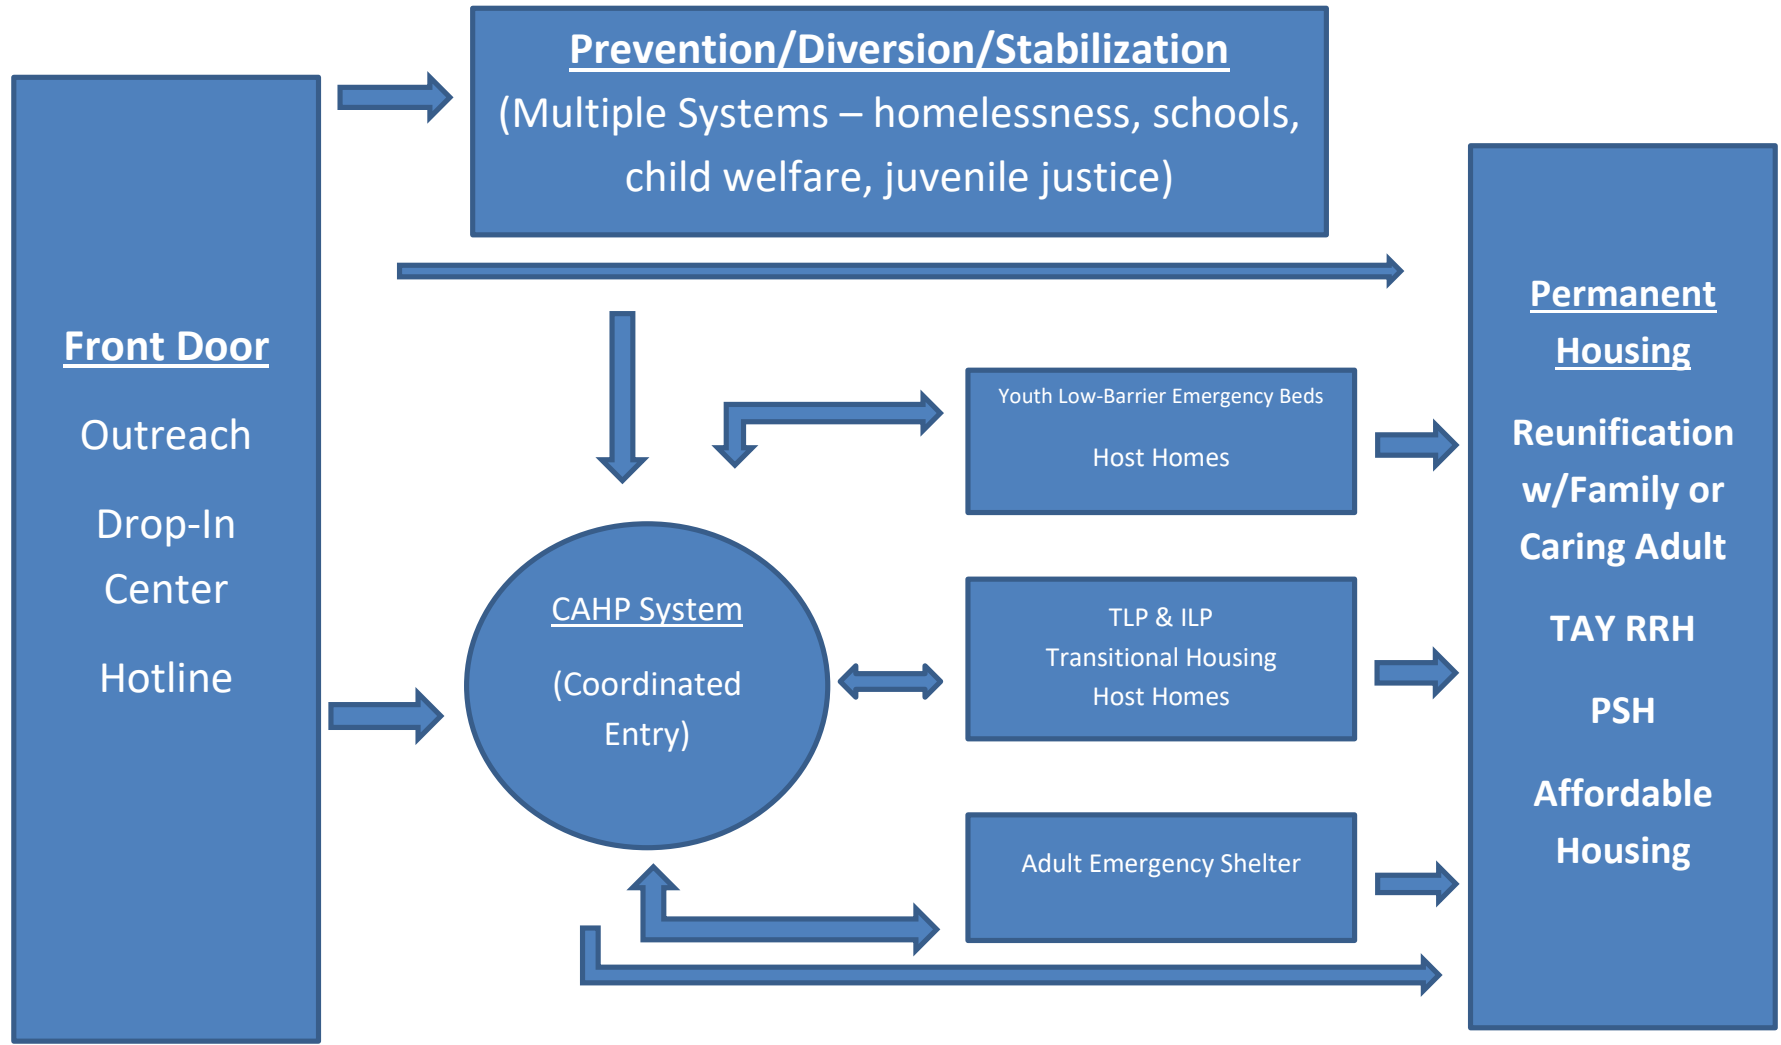 Prevention/Diversion/Stabilization
(Multiple Systems – homelessness, schools,
child welfare, juvenile justice)
Front Door
Outreach
Drop-In
Center
Hotline
CAHP System
(Coordinated
Entry)
Youth Low-Barrier Emergency Beds
Host Homes
TLP & ILP
Transitional Housing
Host Homes
Adult Emergency Shelter
Permanent
Housing
Reunification
w/Family or
Caring Adult
TAY RRH
PSH
Affordable
Housing